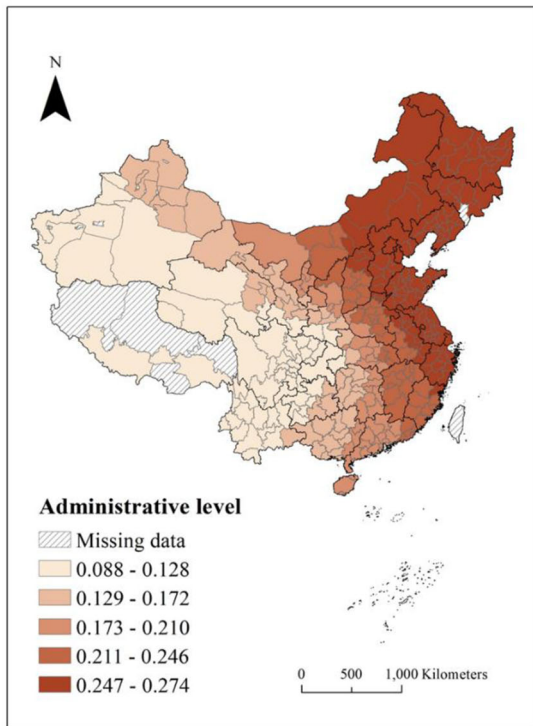 N
Administrative level
Missing data
0.088 - 0.128
0.129 - 0.172
0.173 - 0.210
0.211 - 0.246
0.247 - 0.274
0 500 1,000 Kilometers